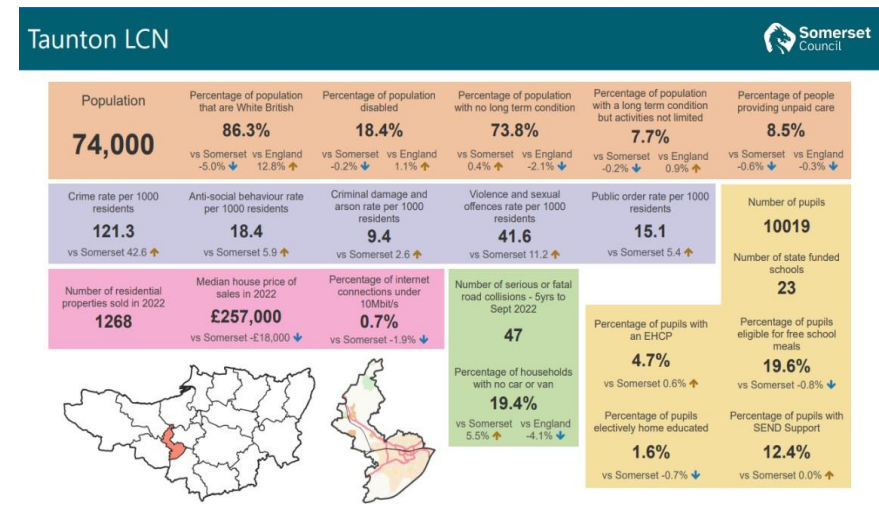 Taunton LCN
Somerset
Council
Population
74,000
Percentage of population
that are White British
86.3%
vs Somerset vs England
-5.0% ↓ 12.8% ↑
Percentage of population
disabled
18.4%
vs Somerset vs England
-0.2% ↓ 1.1% ↑
Percentage of population
with no long term condition
73.8%
vs Somerset vs England
0.4% ↑ -2.1% ↓
Percentage of population
with a long term condition
but activities not limited
7.7%
vs Somerset vs England
-0.2% ↓ 0.9% ↑
Percentage of people
providing unpaid care
8.5%
vs Somerset vs England
-0.6% ↓ -0.3% ↓
Crime rate per 1000
residents
121.3
vs Somerset 42.6 ↑
Anti-social behaviour rate
per 1000 residents
18.4
vs Somerset 5.9 ↑
Criminal damage and
arson rate per 1000
residents
9.4
vs Somerset 2.6 ↑
Violence and sexual
offences rate per 1000
residents
41.6
vs Somerset 11.2 ↑
Public order rate per 1000
residents
15.1
vs Somerset 5.4 ↑
Number of pupils
10019
Number of state funded
schools
23
Number of residential
properties sold in 2022
1268
Median house price of
sales in 2022
£257,000
vs Somerset -£18,000 ↓
Percentage of internet
connections under
10Mbit/s
0.7%
vs Somerset -1.9% ↓
Number of serious or fatal
road collisions - 5yrs to
Sept 2022
47
Percentage of households
with no car or van
19.4%
vs Somerset vs England
5.5% ↑ -4.1% ↓
Percentage of pupils with
an EHCP
4.7%
vs Somerset 0.6% ↑
Percentage of pupils
eligible for free school
meals
19.6%
vs Somerset -0.8% ↓
Percentage of pupils
electively home educated
1.6%
vs Somerset -0.7% ↓
Percentage of pupils with
SEND Support
12.4%
vs Somerset 0.0% ↑